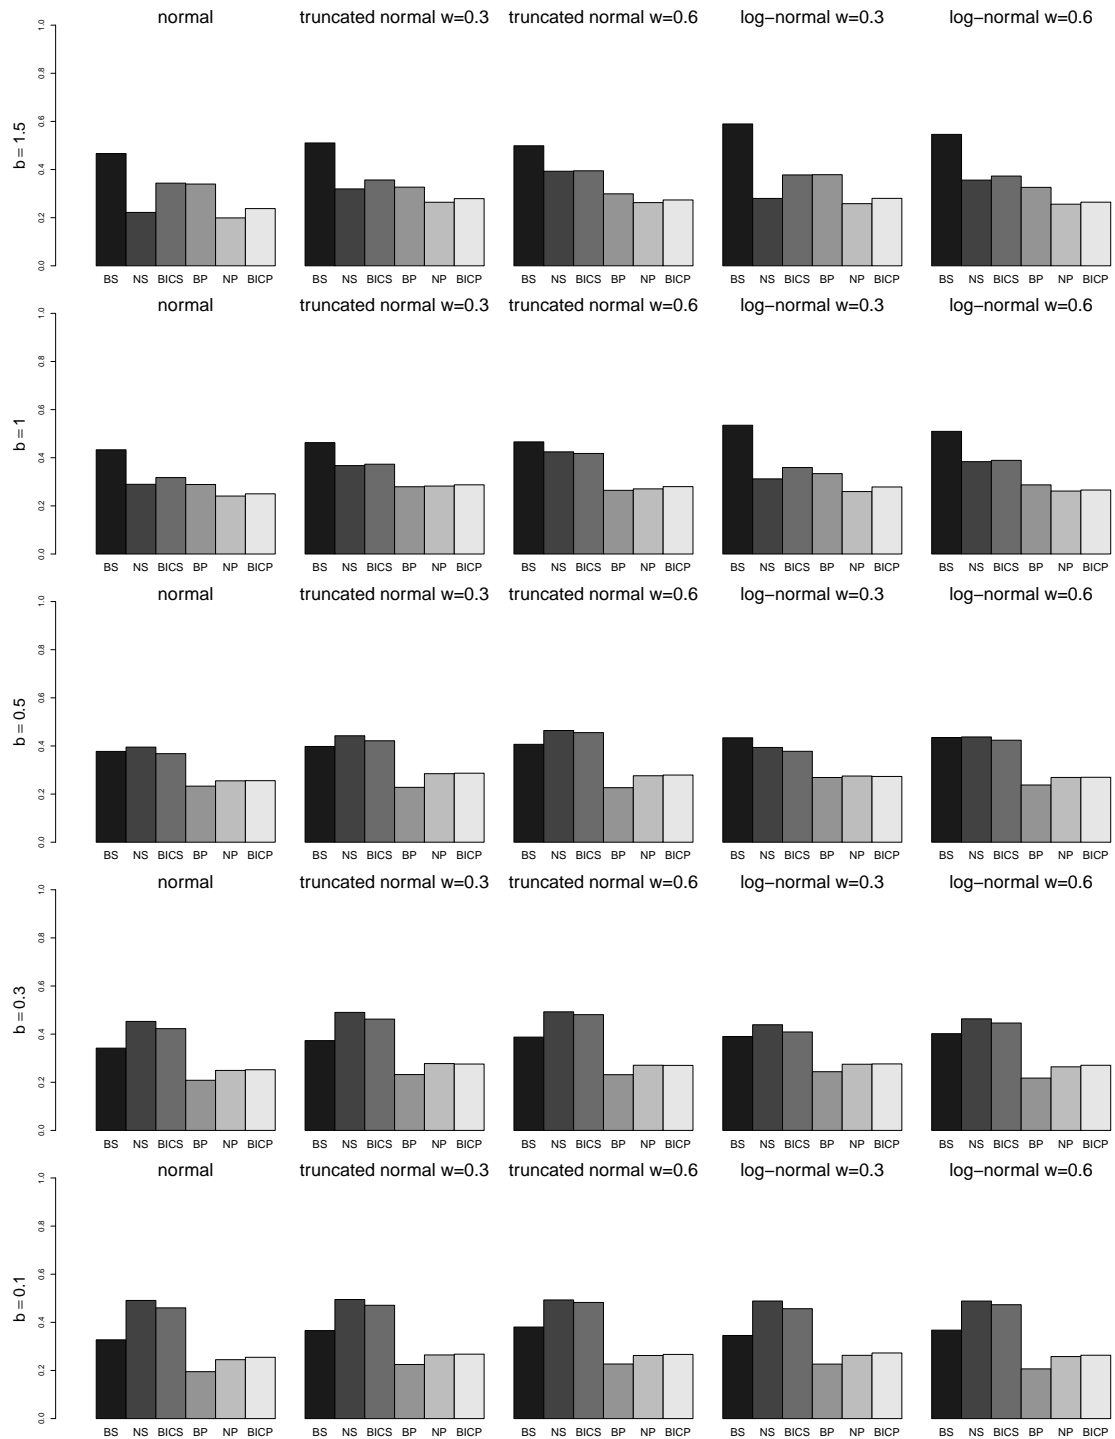 normal truncated normal w=0.3 truncated normal w=0.6 log−normal w=0.3 log−normal w=0.6
b = 1.5
0.0 0.2 0.4 0.6 0.8 1.0
BS NS BICS BP NP BICP BS NS BICS BP NP BICP BS NS BICS BP NP BICP BS NS BICS BP NP BICP BS NS BICS BP NP BICP
normal truncated normal w=0.3 truncated normal w=0.6 log−normal w=0.3 log−normal w=0.6
b = 1
0.0 0.2 0.4 0.6 0.8 1.0
BS NS BICS BP NP BICP BS NS BICS BP NP BICP BS NS BICS BP NP BICP BS NS BICS BP NP BICP BS NS BICS BP NP BICP
normal truncated normal w=0.3 truncated normal w=0.6 log−normal w=0.3 log−normal w=0.6
b = 0.5
0.0 0.2 0.4 0.6 0.8 1.0
BS NS BICS BP NP BICP BS NS BICS BP NP BICP BS NS BICS BP NP BICP BS NS BICS BP NP BICP BS NS BICS BP NP BICP
normal truncated normal w=0.3 truncated normal w=0.6 log−normal w=0.3 log−normal w=0.6
b = 0.3
0.0 0.2 0.4 0.6 0.8 1.0
BS NS BICS BP NP BICP BS NS BICS BP NP BICP BS NS BICS BP NP BICP BS NS BICS BP NP BICP BS NS BICS BP NP BICP
normal truncated normal w=0.3 truncated normal w=0.6 log−normal w=0.3 log−normal w=0.6
b = 0.1
0.0 0.2 0.4 0.6 0.8 1.0
BS NS BICS BP NP BICP BS NS BICS BP NP BICP BS NS BICS BP NP BICP BS NS BICS BP NP BICP BS NS BICS BP NP BICP